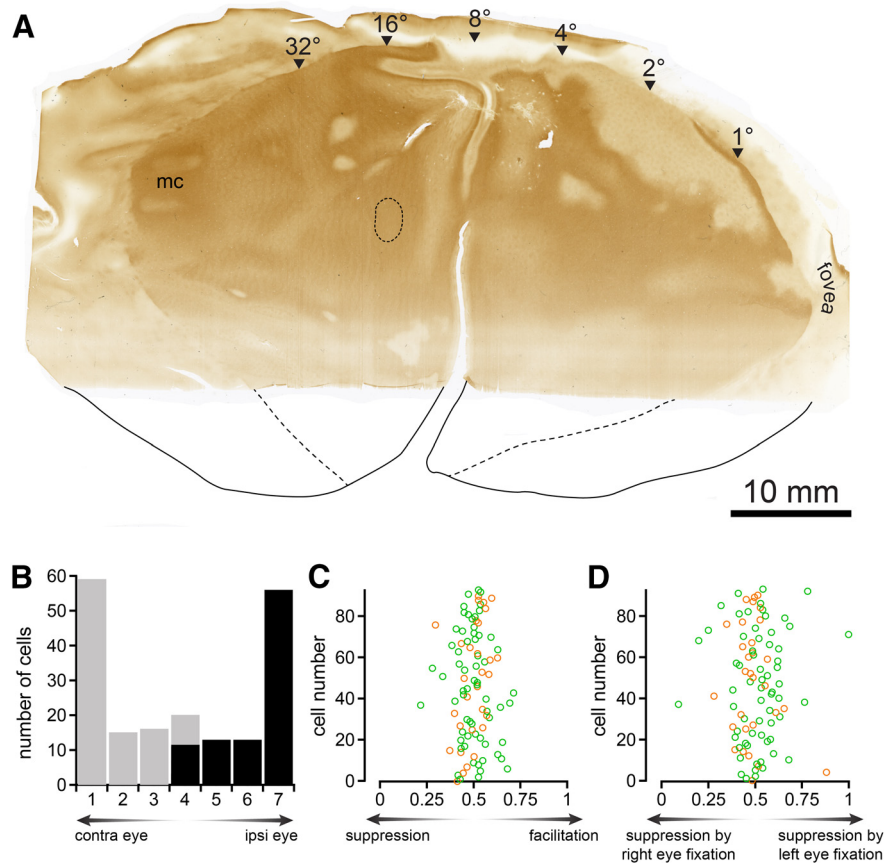 A
32° 16° 8° 4° 2° 1°
mc
fovea
10 mm
B
number of cells
60
50
40
30
20
10
0
1 2 3 4 5 6 7
contra eye ipsi eye
C
cell number
80
60
40
20
0
0 0.25 0.5 0.75 1
suppression facilitation
D
cell number
80
60
40
20
0
0 0.25 0.5 0.75 1
suppression by suppression by
right eye fixation left eye fixation